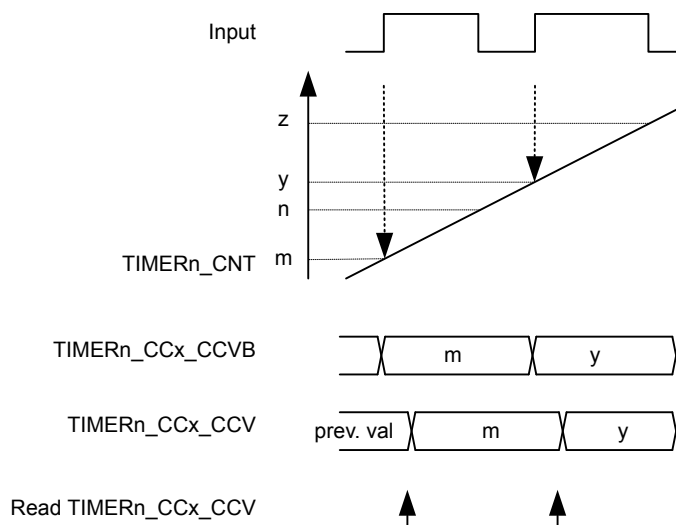 Input
z
y
n
TIMERn_CNT m
TIMERn_CCx_CCVB m y
TIMERn_CCx_CCV prev. val m y
Read TIMERn_CCx_CCV